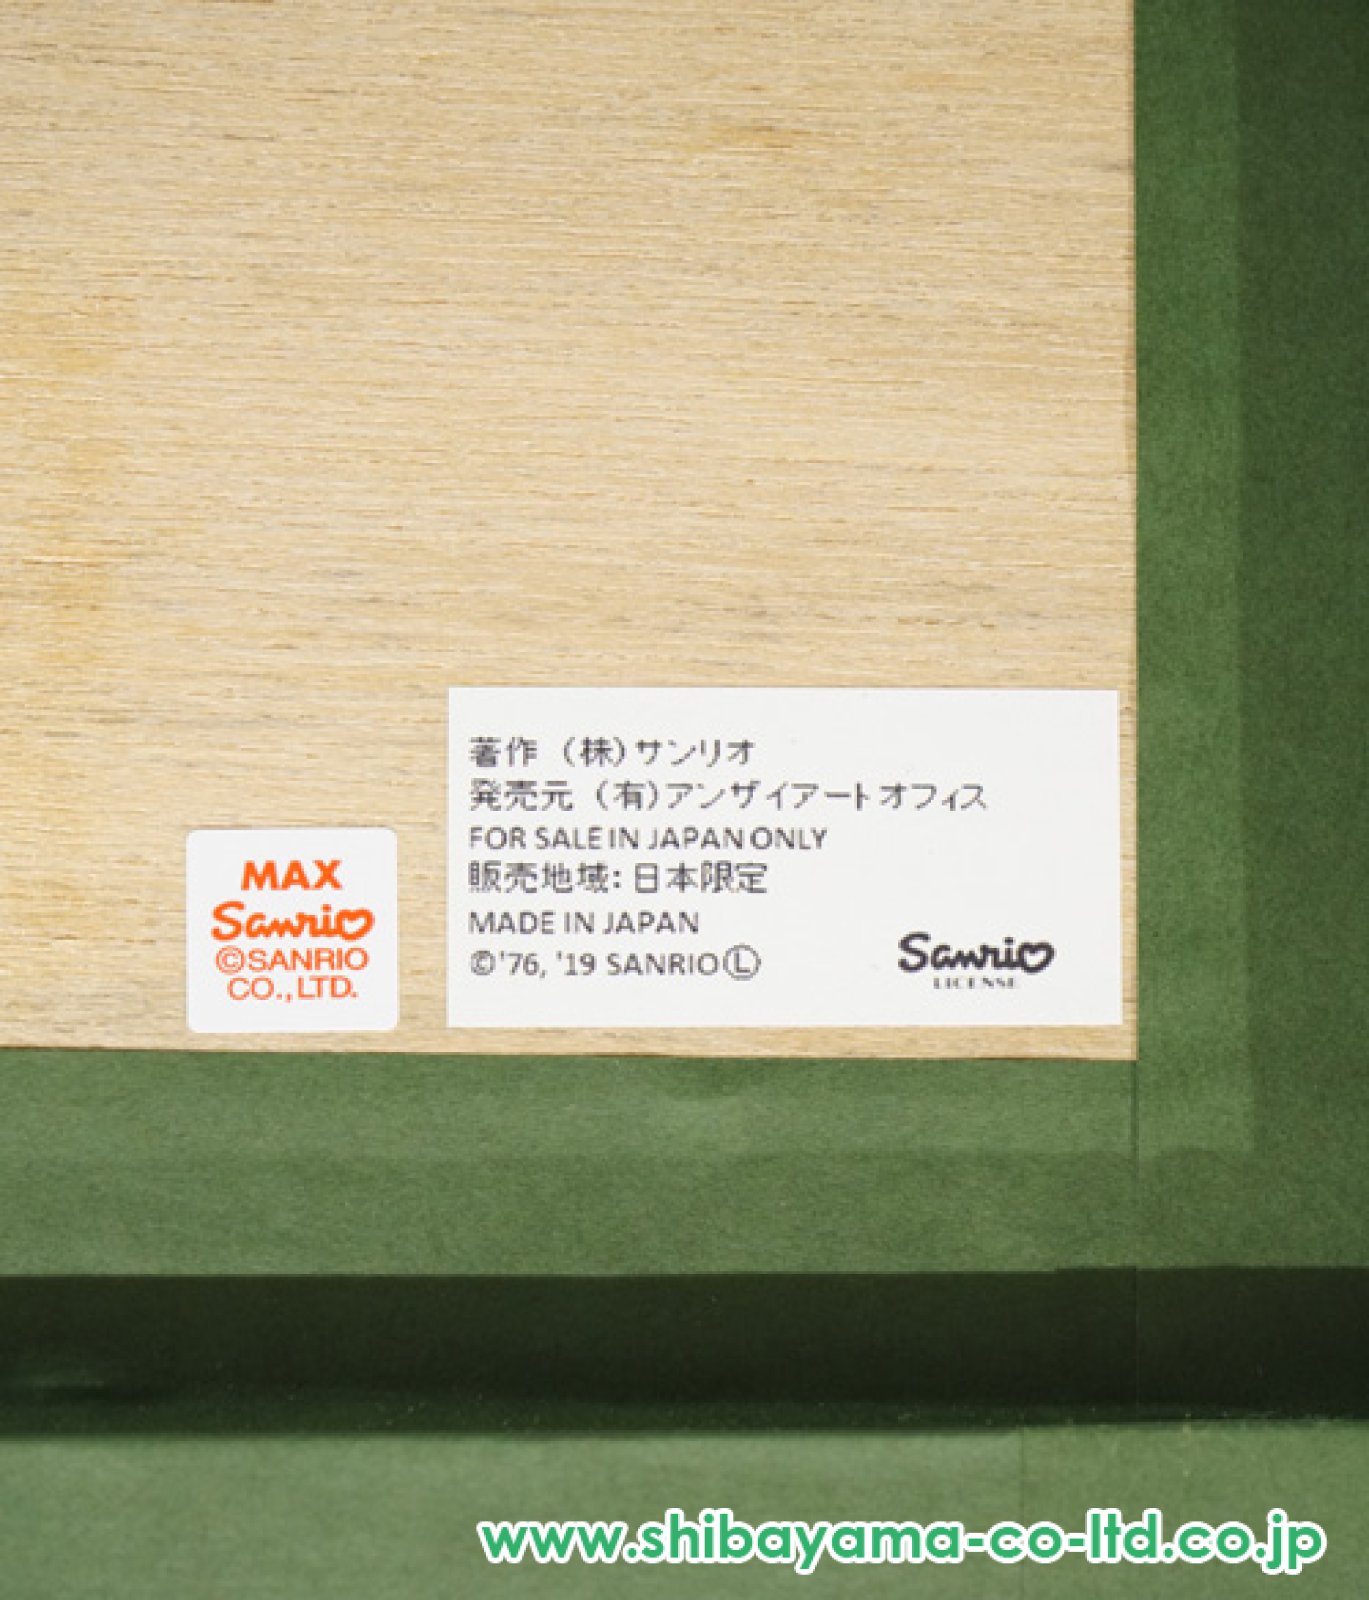 MAX
Sanrio
©SANRIO
CO., LTD.
著作 (株)サンリオ
発売元 (有)アンザイアートオフィス
FOR SALE IN JAPAN ONLY
販売地域: 日本限定
MADE IN JAPAN
©'76, '19 SANRIO Ⓛ
Sanrio
LICENSE
www.shibayama-co-ltd.co.jp